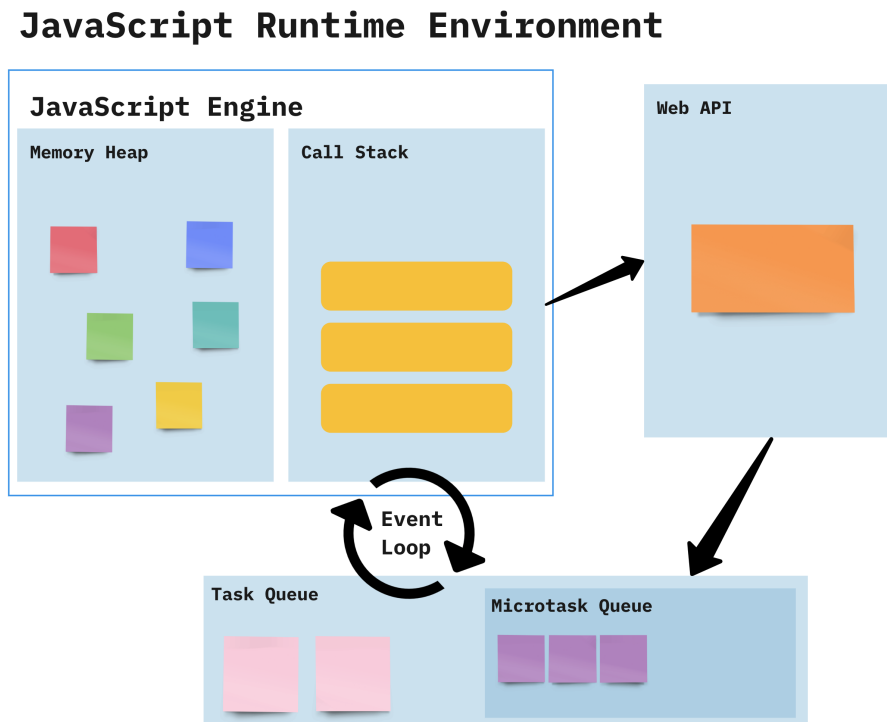 JavaScript Runtime Environment
JavaScript Engine
Memory Heap
Call Stack
Web API
Event
Loop
Task Queue
Microtask Queue